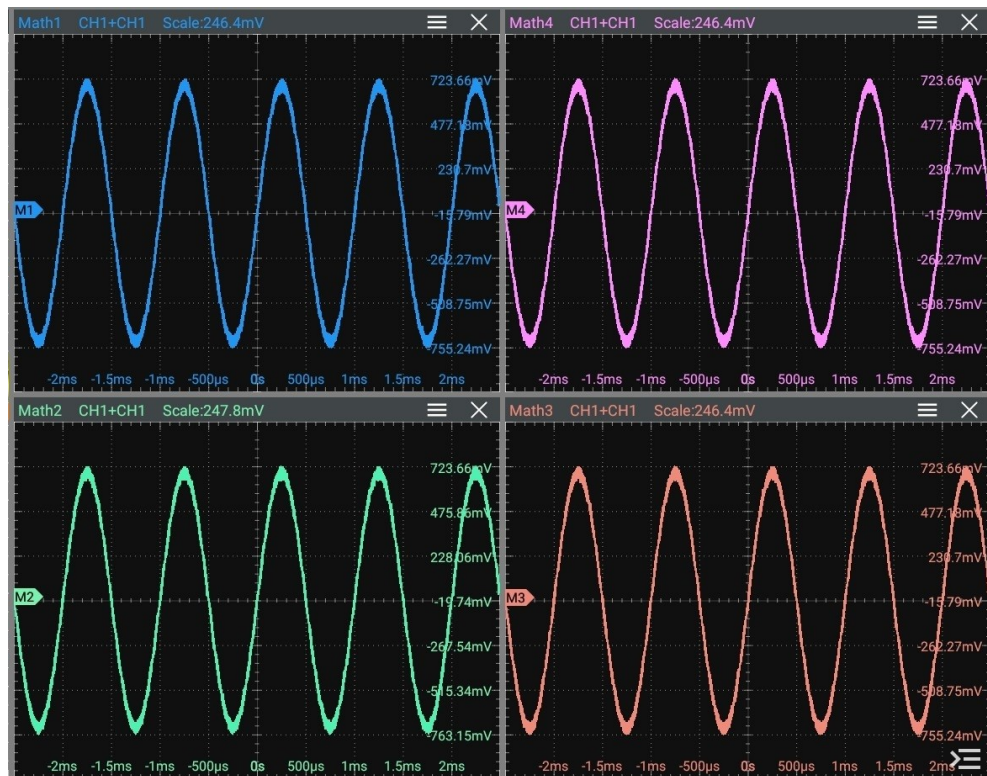 Math1 CH1+CH1 Scale:246.4mV
723.66mV
477.18mV
230.7mV
M1
-15.79mV
-262.27mV
-508.75mV
-755.24mV
-2ms -1.5ms -1ms -500µs 0s 500µs 1ms 1.5ms 2ms
Math4 CH1+CH1 Scale:246.4mV
723.66mV
477.18mV
230.7mV
M4
-15.79mV
-262.27mV
-508.75mV
-755.24mV
-2ms -1.5ms -1ms -500µs 0s 500µs 1ms 1.5ms 2ms
Math2 CH1+CH1 Scale:247.8mV
723.66mV
475.86mV
228.06mV
M2
-19.74mV
-267.54mV
-515.34mV
-763.15mV
-2ms -1.5ms -1ms -500µs 0s 500µs 1ms 1.5ms 2ms
Math3 CH1+CH1 Scale:246.4mV
723.66mV
477.18mV
230.7mV
M3
-15.79mV
-262.27mV
-508.75mV
-755.24mV
-2ms -1.5ms -1ms -500µs 0s 500µs 1ms 1.5ms 2ms